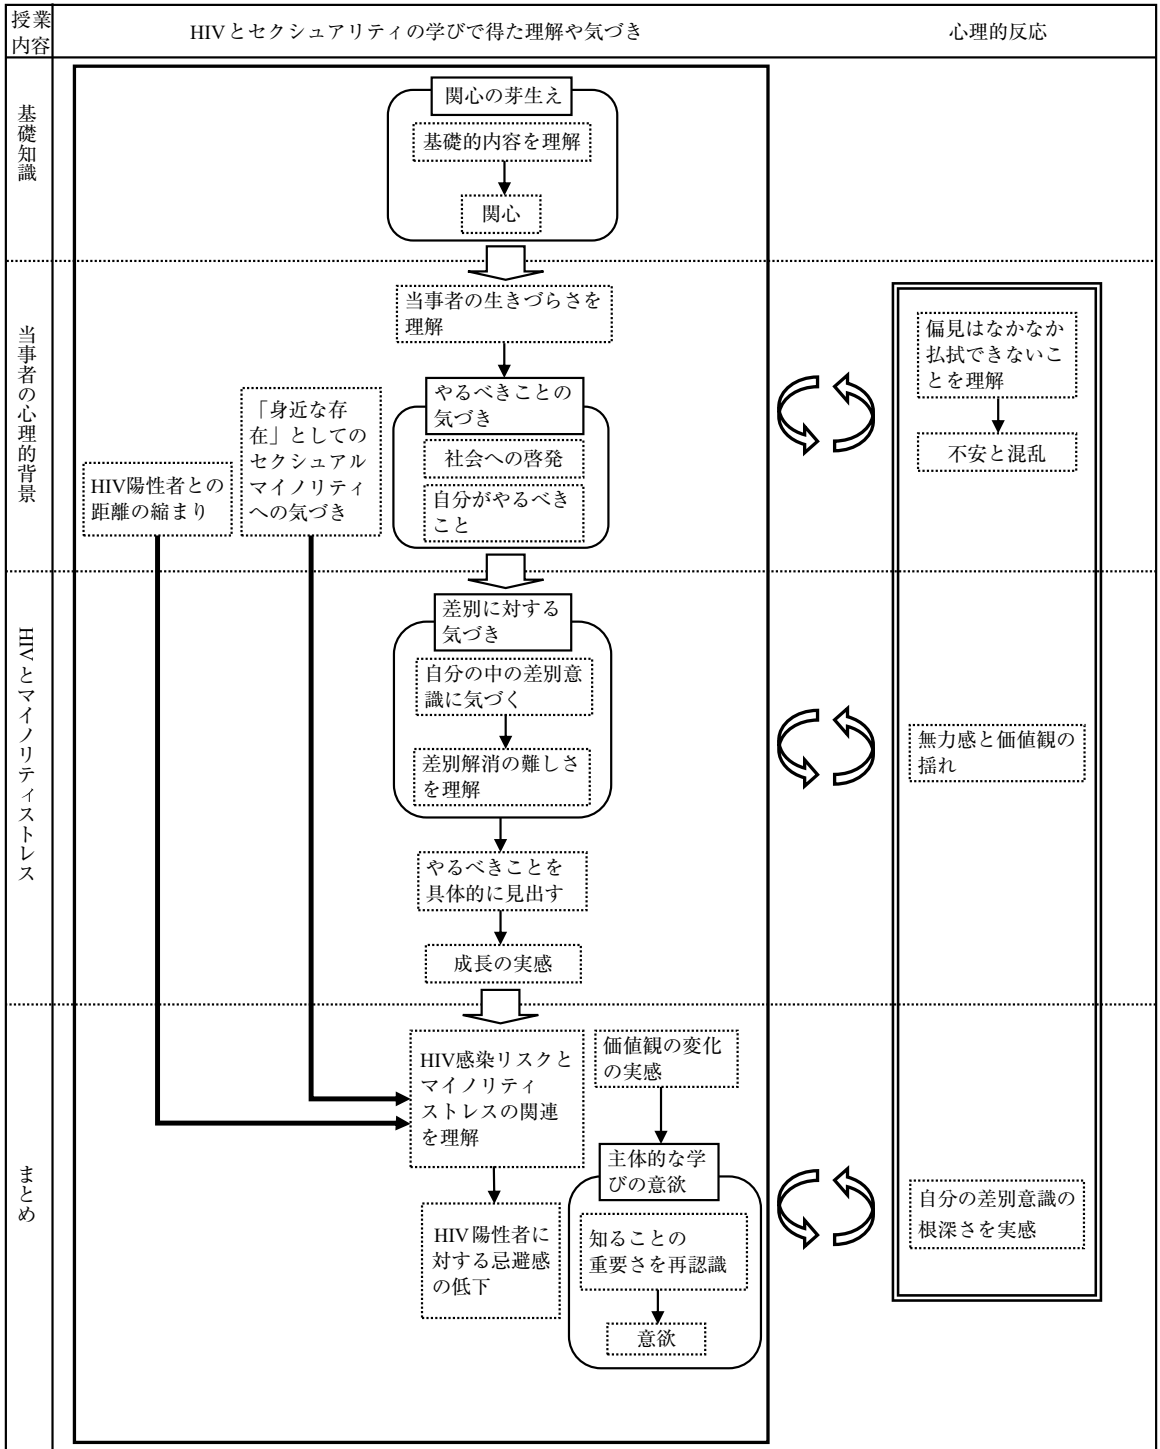 授業
内容
HIVとセクシュアリティの学びで得た理解や気づき
心理的反応
基礎知識
関心の芽生え
基礎的内容を理解
関心
当事者の心理的背景
当事者の生きづらさを
理解
やるべきことの
気づき
社会への啓発
自分がやるべき
こと
「身近な存
在」としての
セクシュアル
マイノリティ
への気づき
HIV陽性者との
距離の縮まり
偏見はなかなか
払拭できないこ
とを理解
不安と混乱
HIVとマイノリティストレス
差別に対する
気づき
自分の中の差別意
識に気づく
差別解消の難しさ
を理解
やるべきことを
具体的に見出す
成長の実感
無力感と価値観の
揺れ
まとめ
HIV感染リスクと
マイノリティ
ストレスの関連
を理解
HIV陽性者に
対する忌避感
の低下
価値観の変化
の実感
主体的な学
びの意欲
知ることの
重要さを再認識
意欲
自分の差別意識の
根深さを実感